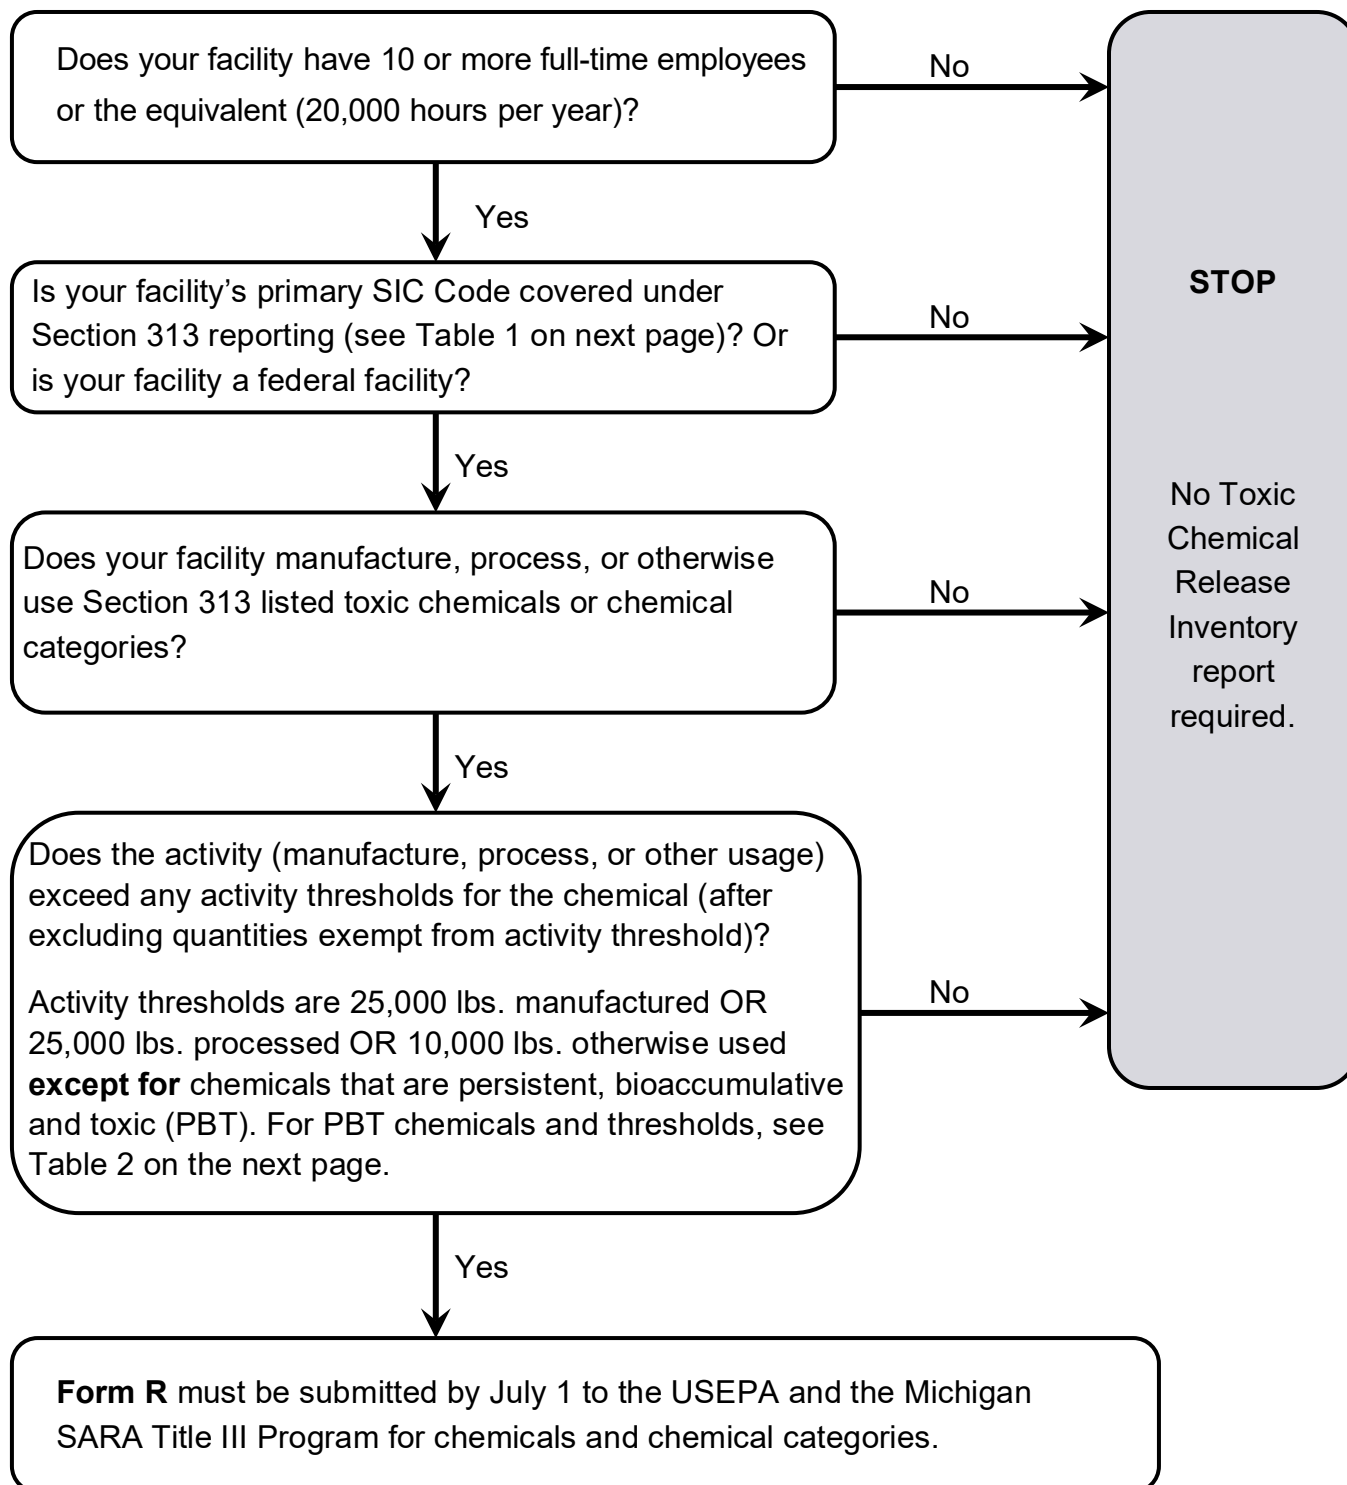 Does your facility have 10 or more full-time employees
or the equivalent (20,000 hours per year)?
No
Yes
Is your facility’s primary SIC Code covered under
Section 313 reporting (see Table 1 on next page)? Or
is your facility a federal facility?
No
Yes
Does your facility manufacture, process, or otherwise
use Section 313 listed toxic chemicals or chemical
categories?
No
Yes
Does the activity (manufacture, process, or other usage)
exceed any activity thresholds for the chemical (after
excluding quantities exempt from activity threshold)?
Activity thresholds are 25,000 lbs. manufactured OR
25,000 lbs. processed OR 10,000 lbs. otherwise used
except for chemicals that are persistent, bioaccumulative
and toxic (PBT). For PBT chemicals and thresholds, see
Table 2 on the next page.
No
Yes
STOP
No Toxic
Chemical
Release
Inventory
report
required.
Form R must be submitted by July 1 to the USEPA and the Michigan
SARA Title III Program for chemicals and chemical categories.